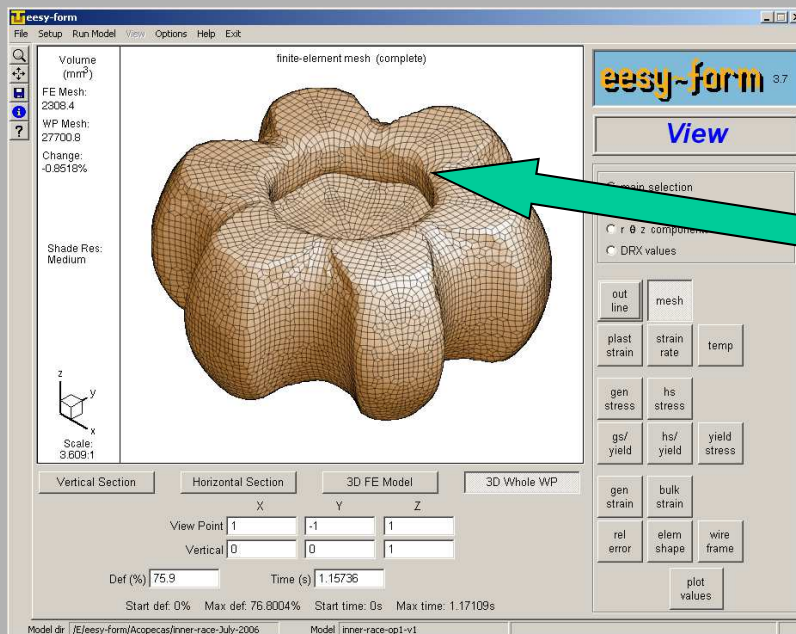 eesy-form
File Setup Run Model View Options Help Exit
Volume
(mm³)
FE Mesh:
2308.4
WP Mesh:
27700.8
Change:
-0.8518%
Shade Res:
Medium
z
y
x
Scale:
3.609:1
finite-element mesh (complete)
eesy-form 3.7
View
main selection
r θ z component
DRX values
out line
mesh
plast strain
strain rate
temp
gen stress
hs stress
gs/ yield
hs/ yield
yield stress
gen strain
bulk strain
rel error
elem shape
wire frame
plot values
Vertical Section Horizontal Section 3D FE Model 3D Whole WP
X Y Z
View Point 1 -1 1
Vertical 0 0 1
Def (%) 75.9 Time (s) 1.15736
Start def: 0% Max def: 76.8004% Start time: 0s Max time: 1.17109s
Model dir /E/eesy-form/Acopecas/inner-race-July-2006 Model inner-race-op1-v1